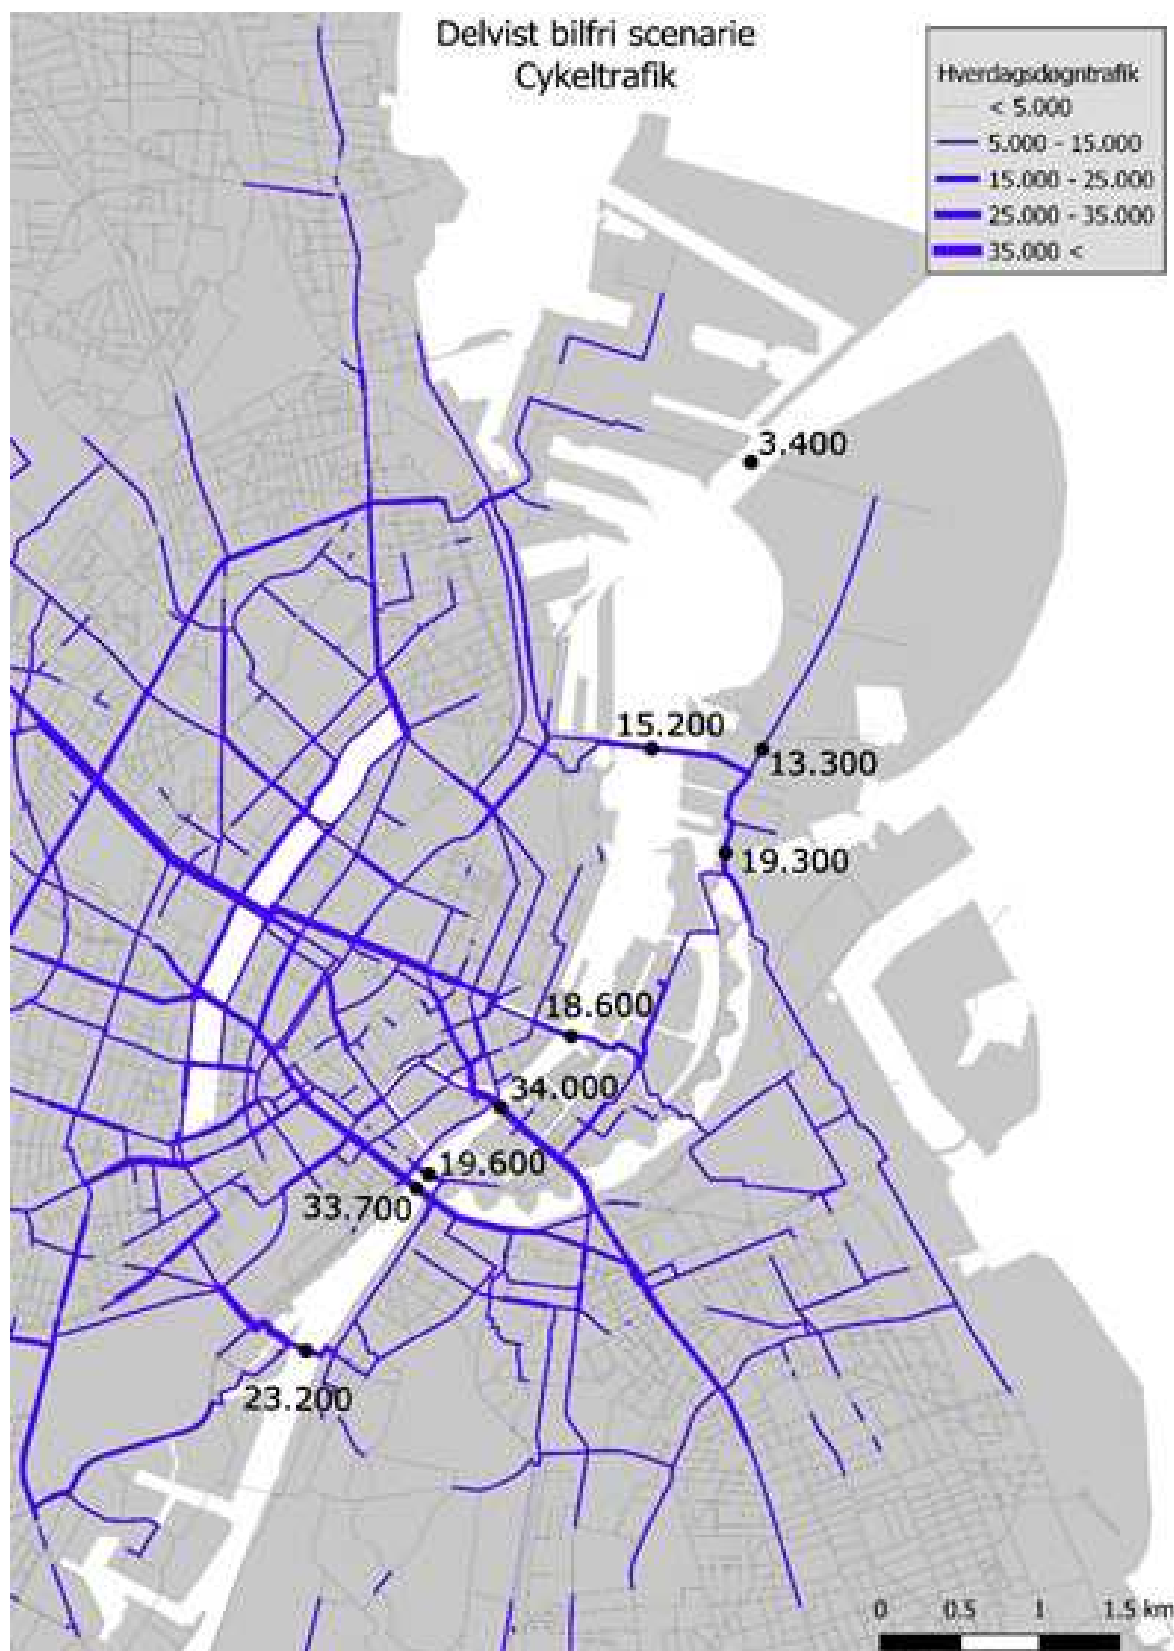 Delvist bilfri scenarie
Cykeltrafik
Hverdagsdøgntrafik
< 5.000
5.000 - 15.000
15.000 - 25.000
25.000 - 35.000
35.000 <
3.400
15.200
13.300
19.300
18.600
34.000
19.600
33.700
23.200
0 0.5 1 1.5 km